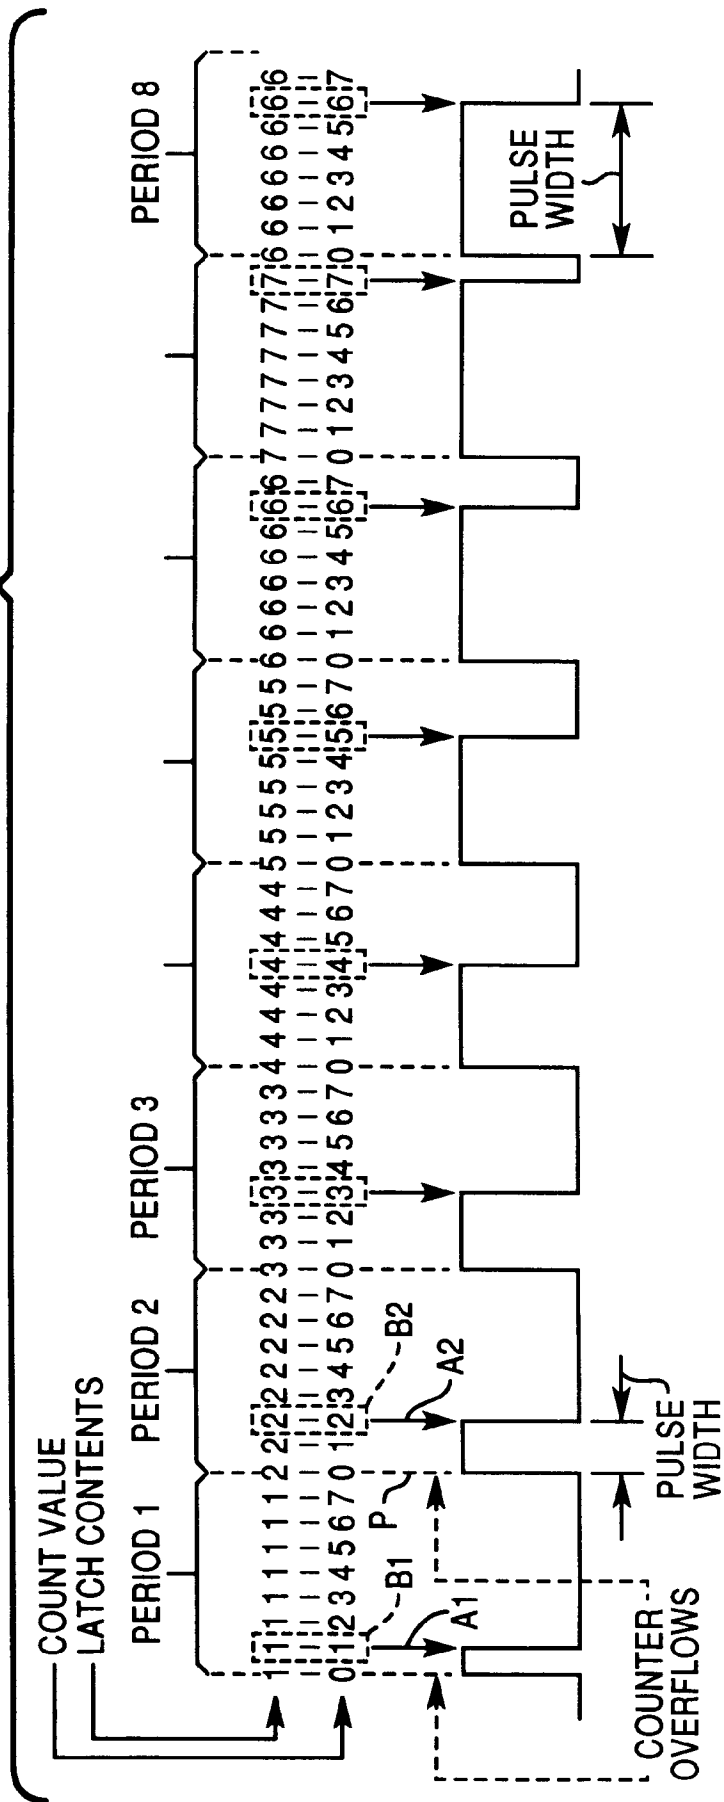 COUNT VALUE
LATCH CONTENTS
PERIOD 1 PERIOD 2 PERIOD 3 PERIOD 8
1 1 1 1 1 1 1 1 2 2 2 2 2 2 2 2 3 3 3 3 3 3 3 3 4 4 4 4 4 4 4 4 5 5 5 5 5 5 5 5 6 6 6 6 6 6 6 6 7 7 7 7 7 7 7 7 6 6 6 6 6 6 6 6
0 1 2 3 4 5 6 7 0 1 2 3 4 5 6 7 0 1 2 3 4 5 6 7 0 1 2 3 4 5 6 7 0 1 2 3 4 5 6 7 0 1 2 3 4 5 6 7 0 1 2 3 4 5 6 7 0 1 2 3 4 5 6 7
B1 P B2
A1 A2
PULSE
WIDTH
COUNTER
OVERFLOWS
PULSE
WIDTH